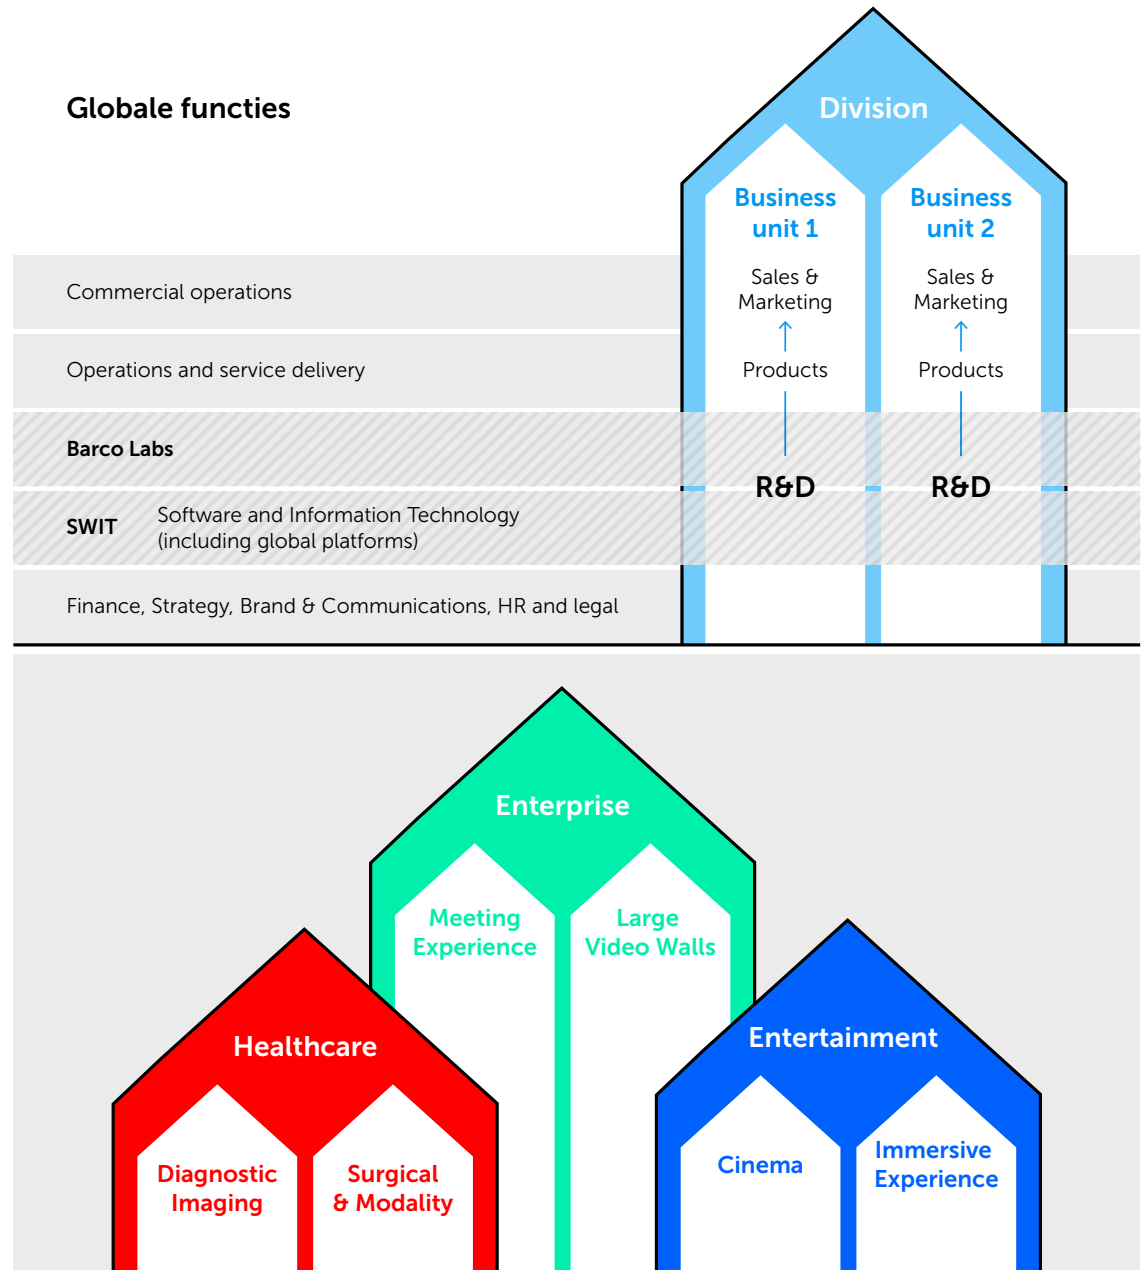 Globale functies
Division
Business
unit 1
Business
unit 2
Sales &
Marketing
Sales &
Marketing
Commercial operations
Products
Products
Operations and service delivery
Barco Labs
R&D
R&D
SWIT
Software and Information Technology
(including global platforms)
Finance, Strategy, Brand & Communications, HR and legal
Enterprise
Meeting
Experience
Large
Video Walls
Healthcare
Diagnostic
Imaging
Surgical
& Modality
Entertainment
Cinema
Immersive
Experience